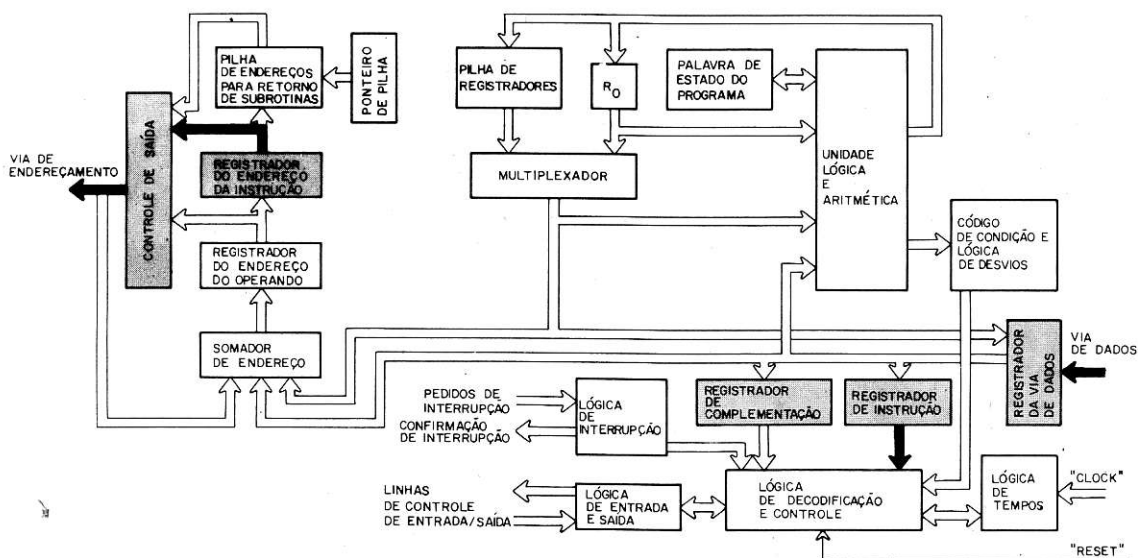 PILHA
DE ENDEREÇOS
PARA RETORNO
DE SUBROTINAS
PONTEIRO
DE PILHA
PILHA DE
REGISTRADORES
R0
PALAVRA DE
ESTADO DO
PROGRAMA
UNIDADE
LÓGICA
E
ARITMÉTICA
VIA DE
ENDEREÇAMENTO
CONTROLE DE SAÍDA
REGISTRADOR
DO ENDEREÇO
DA INSTRUÇÃO
MULTIPLEXADOR
REGISTRADOR
DO ENDEREÇO
DO OPERANDO
CÓDIGO
DE CONDIÇÃO E
LÓGICA
DE DESVIOS
SOMADOR
DE ENDEREÇO
REGISTRADOR
DA VIA
DE DADOS
VIA
DE DADOS
PEDIDOS DE
INTERRUPÇÃO
CONFIRMAÇÃO
DE INTERRUPÇÃO
LÓGICA
DE
INTERRUPÇÃO
REGISTRADOR
DE
COMPLEMENTAÇÃO
REGISTRADOR
DE INSTRUÇÃO
LINHAS
DE CONTROLE
DE ENTRADA/SAÍDA
LÓGICA
DE ENTRADA
E SAÍDA
LÓGICA
DE DECODIFICAÇÃO
E CONTROLE
LÓGICA
DE
TEMPOS
"CLOCK"
"RESET"